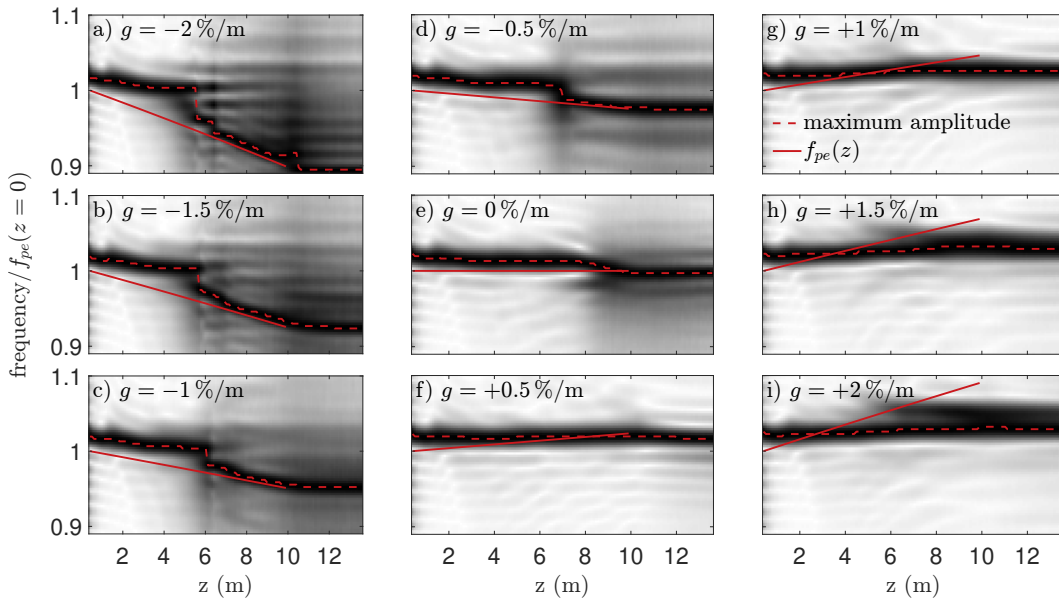 1.1
1
0.9
a) g = −2 %/m
1.1
1
0.9
b) g = −1.5 %/m
1.1
1
0.9
c) g = −1 %/m
2 4 6 8 10 12
z (m)
frequency/f_pe(z = 0)
d) g = −0.5 %/m
e) g = 0 %/m
f) g = +0.5 %/m
2 4 6 8 10 12
z (m)
g) g = +1 %/m
maximum amplitude
f_pe(z)
h) g = +1.5 %/m
i) g = +2 %/m
2 4 6 8 10 12
z (m)